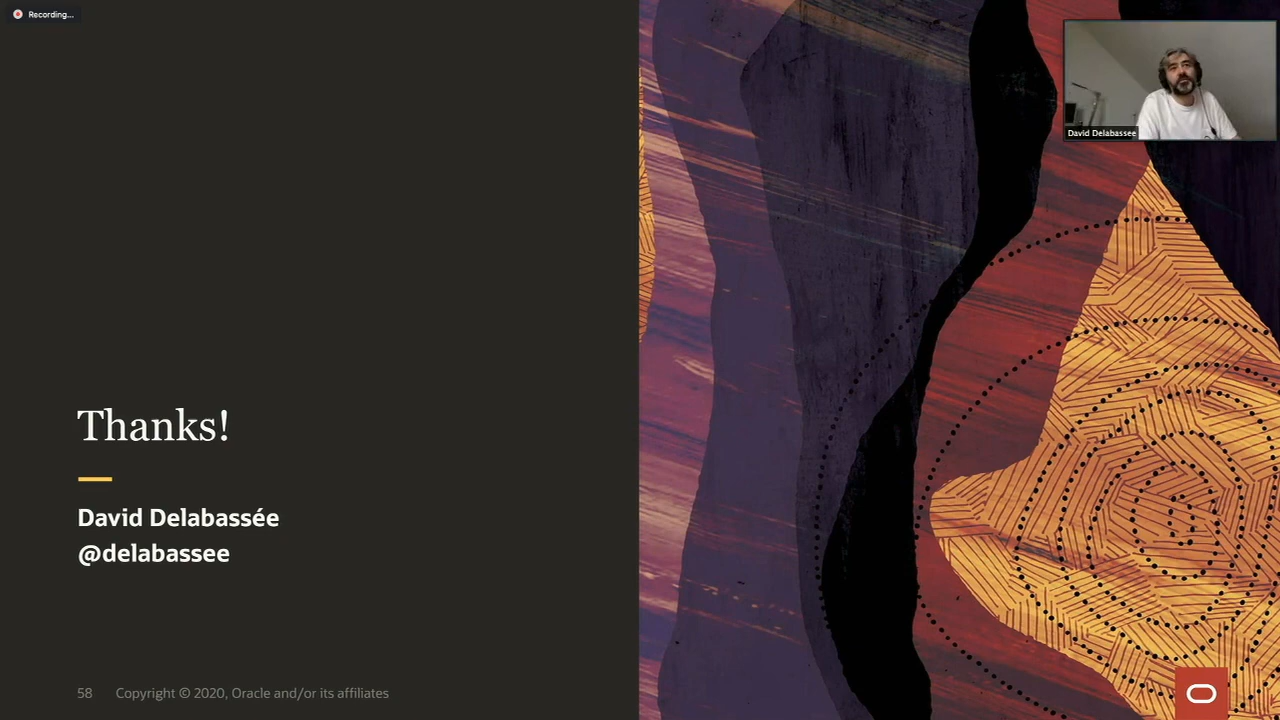 Recording...
David Delabassee
Thanks!
David Delabassée
@delabassee
58 Copyright © 2020, Oracle and/or its affiliates